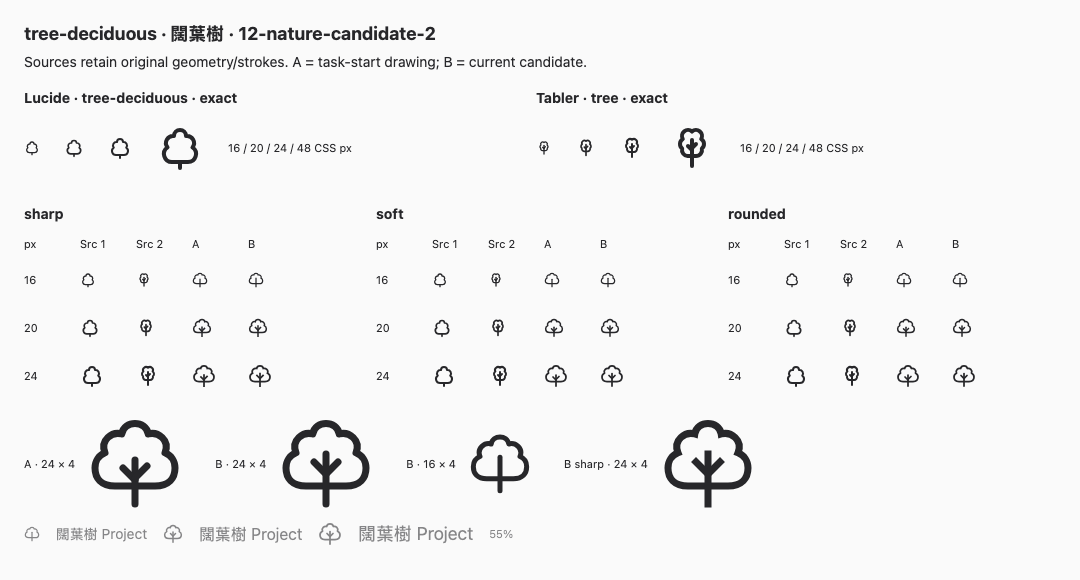 tree-deciduous · 闊葉樹 · 12-nature-candidate-2
Sources retain original geometry/strokes. A = task-start drawing; B = current candidate.
Lucide · tree-deciduous · exact
Tabler · tree · exact
16 / 20 / 24 / 48 CSS px
16 / 20 / 24 / 48 CSS px
sharp
soft
rounded
px Src 1 Src 2 A B
px Src 1 Src 2 A B
px Src 1 Src 2 A B
16
16
16
20
20
20
24
24
24
A · 24 × 4
B · 24 × 4
B · 16 × 4
B sharp · 24 × 4
闊葉樹 Project
闊葉樹 Project
闊葉樹 Project
55%